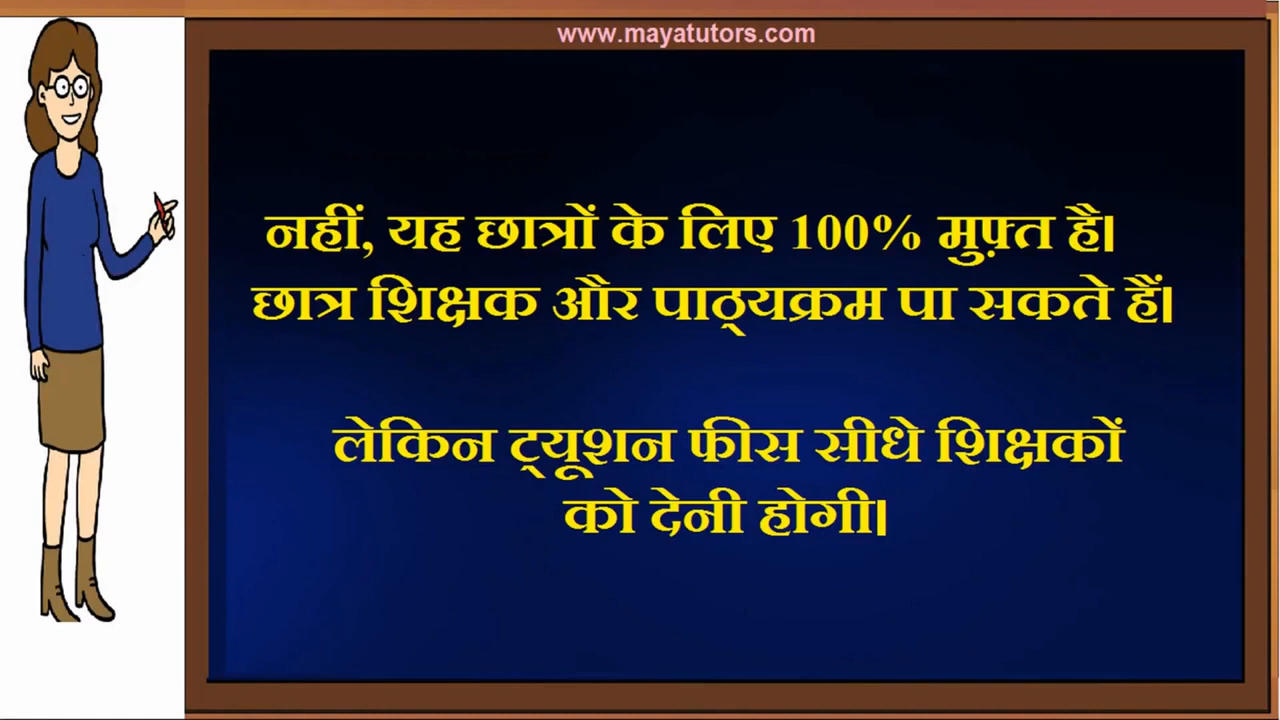 www.mayatutors.com
नहीं, यह छात्रों के लिए 100% मुफ़्त है।
छात्र शिक्षक और पाठ्यक्रम पा सकते हैं।
लेकिन ट्यूशन फीस सीधे शिक्षकों
को देनी होगी।